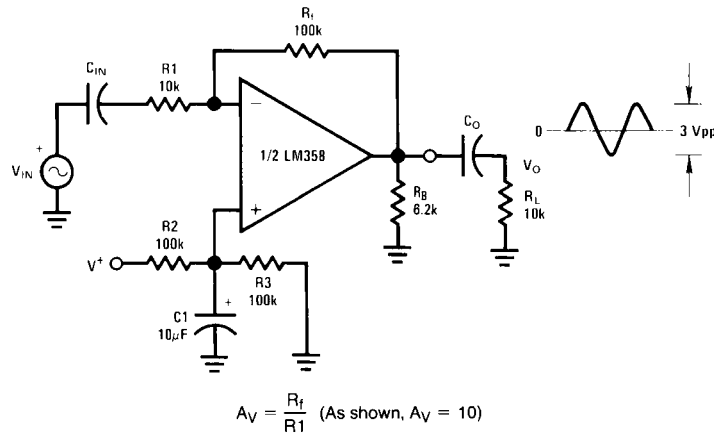 Rf
100k
CIN
R1
10k
−
1/2 LM358
+
VIN
+
R2
100k
V+
R3
100k
C1
10µF
+
RB
6.2k
CO
VO
RL
10k
0
3 Vpp
AV = Rf/R1 (As shown, AV = 10)